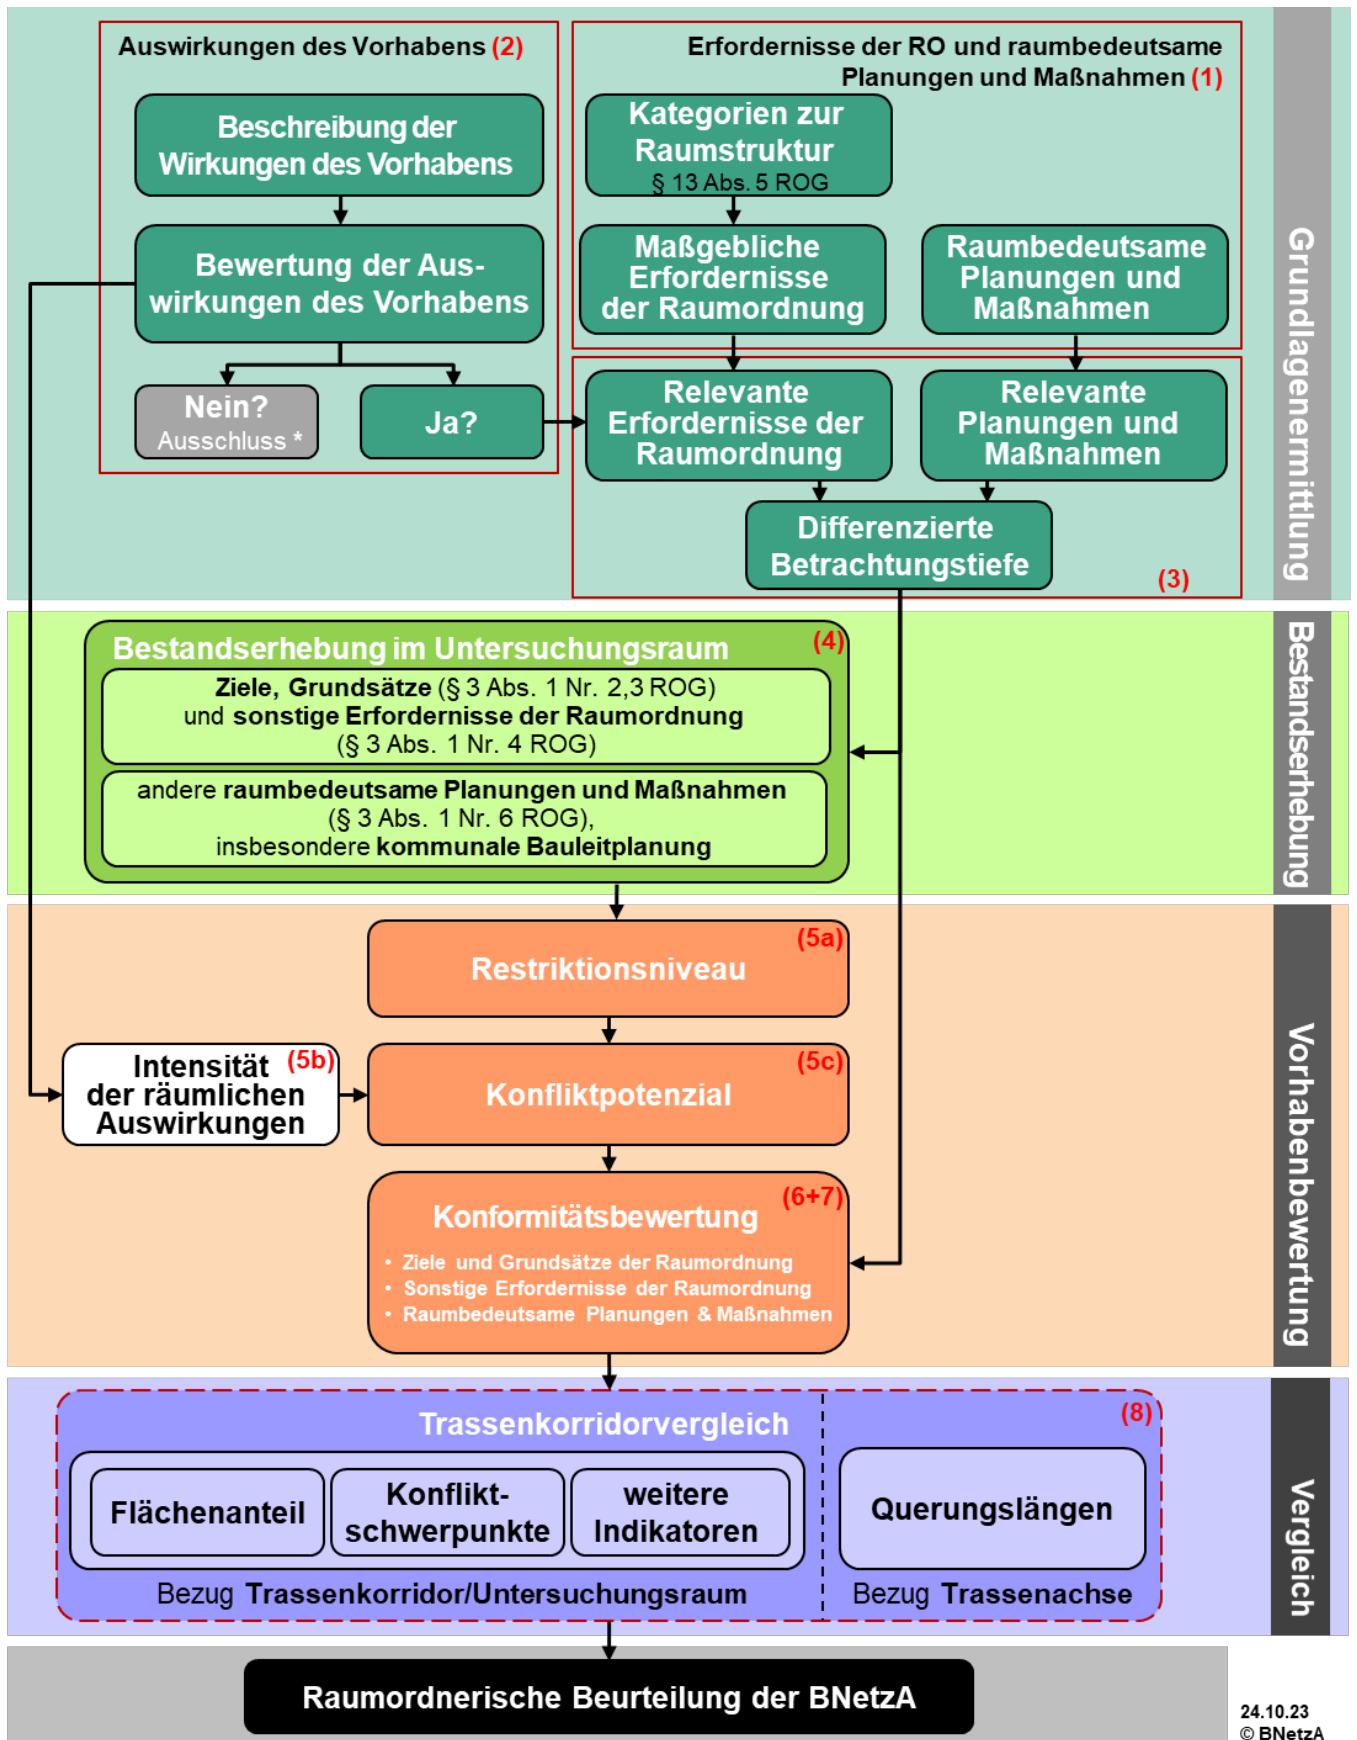 Auswirkungen des Vorhabens (2)
Beschreibung der
Wirkungen des Vorhabens
Bewertung der Aus-
wirkungen des Vorhabens
Nein?
Ausschluss *
Ja?
Erfordernisse der RO und raumbedeutsame
Planungen und Maßnahmen (1)
Kategorien zur
Raumstruktur
§ 13 Abs. 5 ROG
Maßgebliche
Erfordernisse
der Raumordnung
Raumbedeutsame
Planungen und
Maßnahmen
Relevante
Erfordernisse der
Raumordnung
Relevante
Planungen und
Maßnahmen
Differenzierte
Betrachtungstiefe
(3)
Grundlagenermittlung
Bestandserhebung im Untersuchungsraum
(4)
Ziele, Grundsätze (§ 3 Abs. 1 Nr. 2,3 ROG)
und sonstige Erfordernisse der Raumordnung
(§ 3 Abs. 1 Nr. 4 ROG)
andere raumbedeutsame Planungen und Maßnahmen
(§ 3 Abs. 1 Nr. 6 ROG),
insbesondere kommunale Bauleitplanung
Bestandserhebung
(5a)
Restriktionsniveau
Intensität (5b)
der räumlichen
Auswirkungen
(5c)
Konfliktpotenzial
(6+7)
Konformitätsbewertung
• Ziele und Grundsätze der Raumordnung
• Sonstige Erfordernisse der Raumordnung
• Raumbedeutsame Planungen & Maßnahmen
Vorhabenbewertung
Trassenkorridorvergleich
(8)
Flächenanteil
Konflikt-
schwerpunkte
weitere
Indikatoren
Querungslängen
Bezug Trassenkorridor/Untersuchungsraum
Bezug Trassenachse
Vergleich
Raumordnerische Beurteilung der BNetzA
24.10.23
© BNetzA